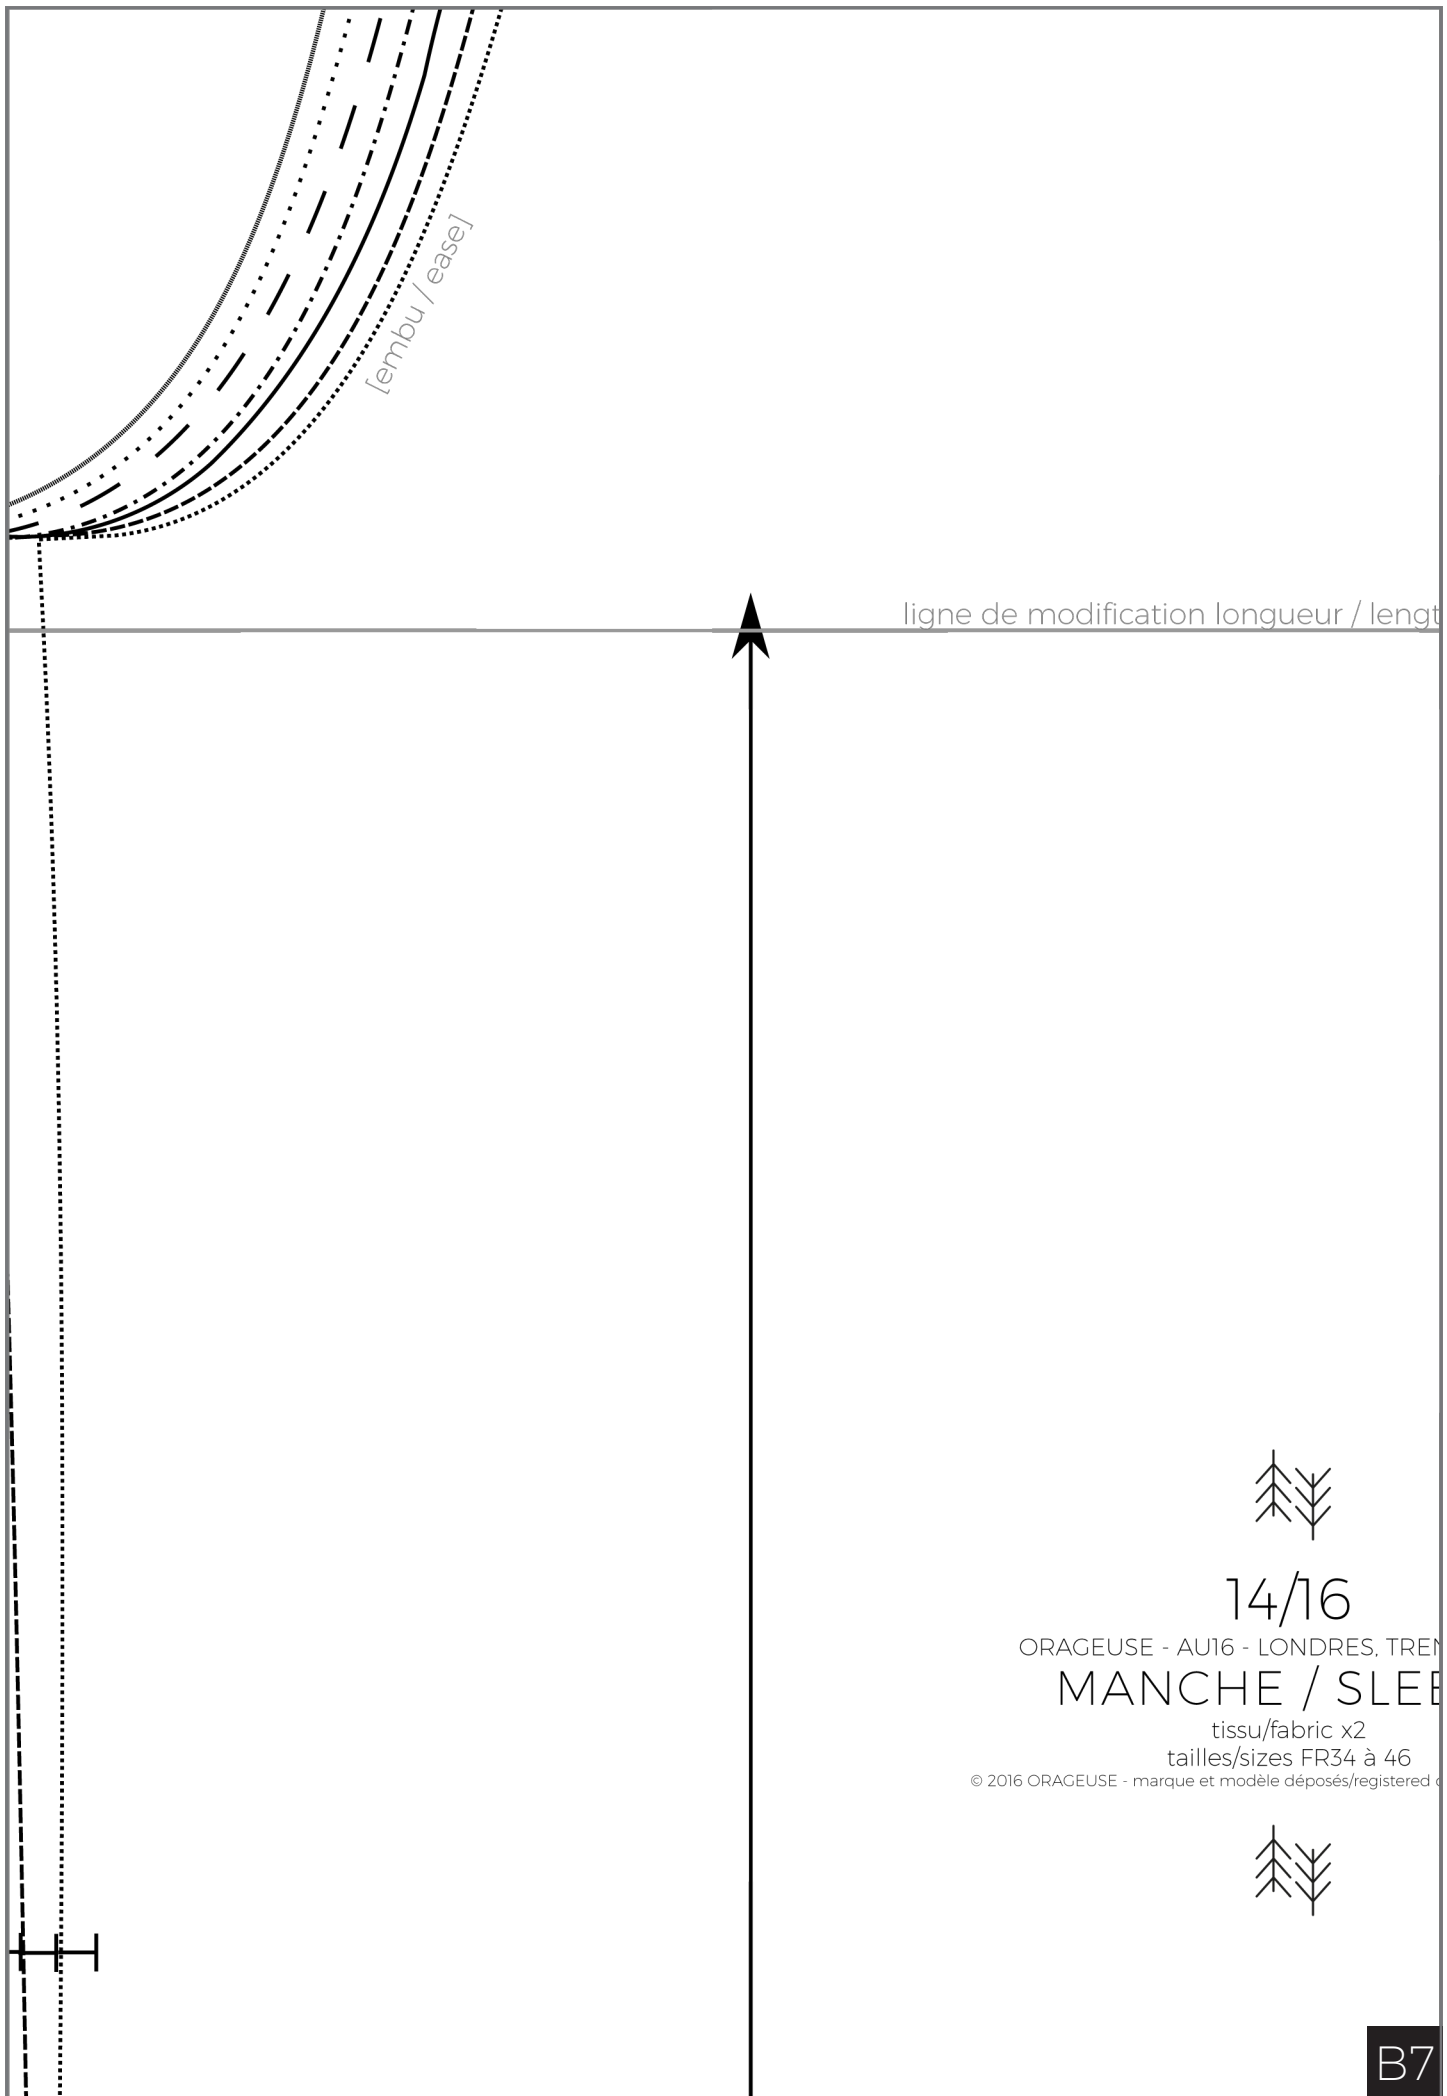 [embu / ease]
ligne de modification longueur / lengt
14/16
ORAGEUSE - AU16 - LONDRES, TREN
MANCHE / SLEE
tissu/fabric x2
tailles/sizes FR34 à 46
© 2016 ORAGEUSE - marque et modèle déposés/registered
B7